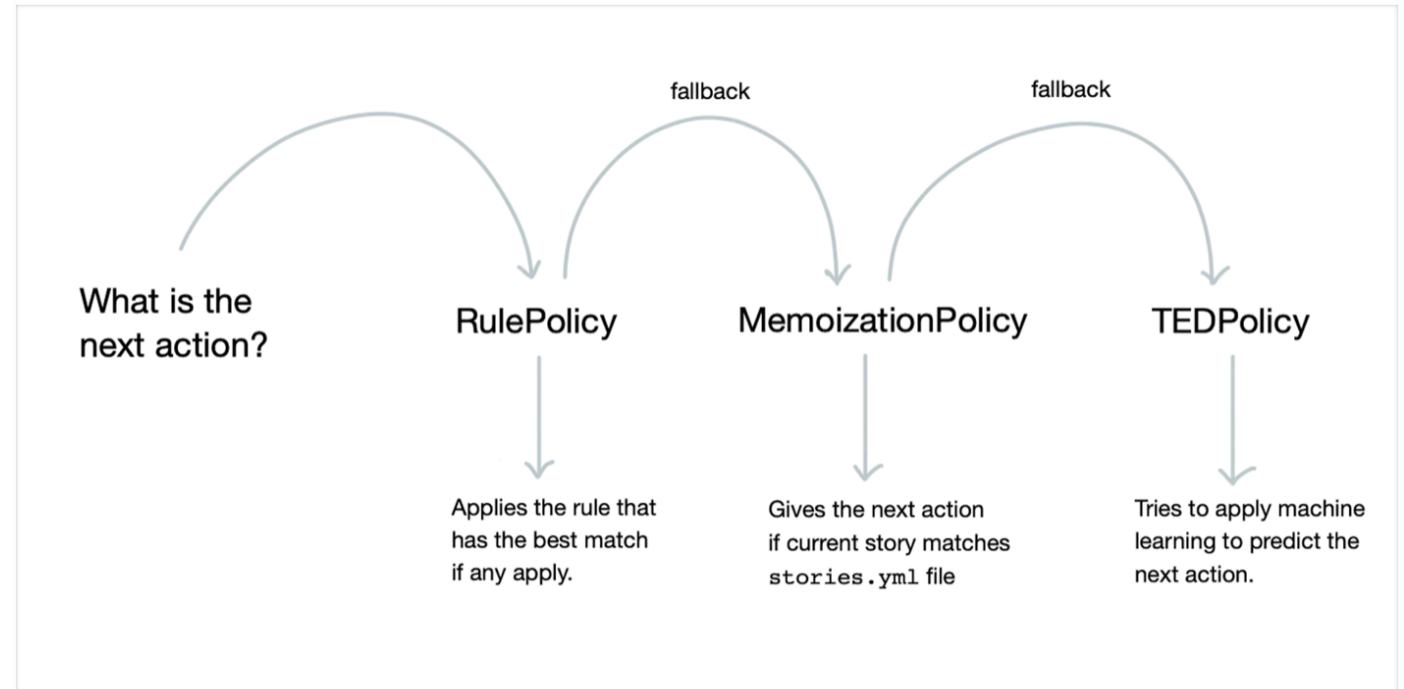 fallback
fallback
What is the
next action?
RulePolicy
MemoizationPolicy
TEDPolicy
Applies the rule that
has the best match
if any apply.
Gives the next action
if current story matches
stories.yml file
Tries to apply machine
learning to predict the
next action.